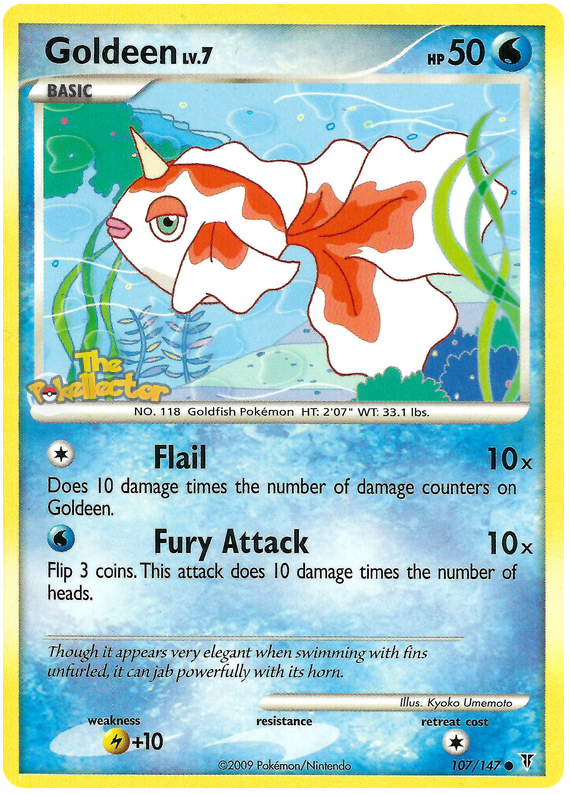 Goldeen LV.7
HP 50
BASIC
The
Pokellector
NO. 118 Goldfish Pokémon HT: 2'07" WT: 33.1 lbs.
Flail 10x
Does 10 damage times the number of damage counters on
Goldeen.
Fury Attack 10x
Flip 3 coins. This attack does 10 damage times the number of
heads.
Though it appears very elegant when swimming with fins
unfurled, it can jab powerfully with its horn.
Illus. Kyoko Umemoto
weakness resistance retreat cost
+10
©2009 Pokémon/Nintendo
107/147